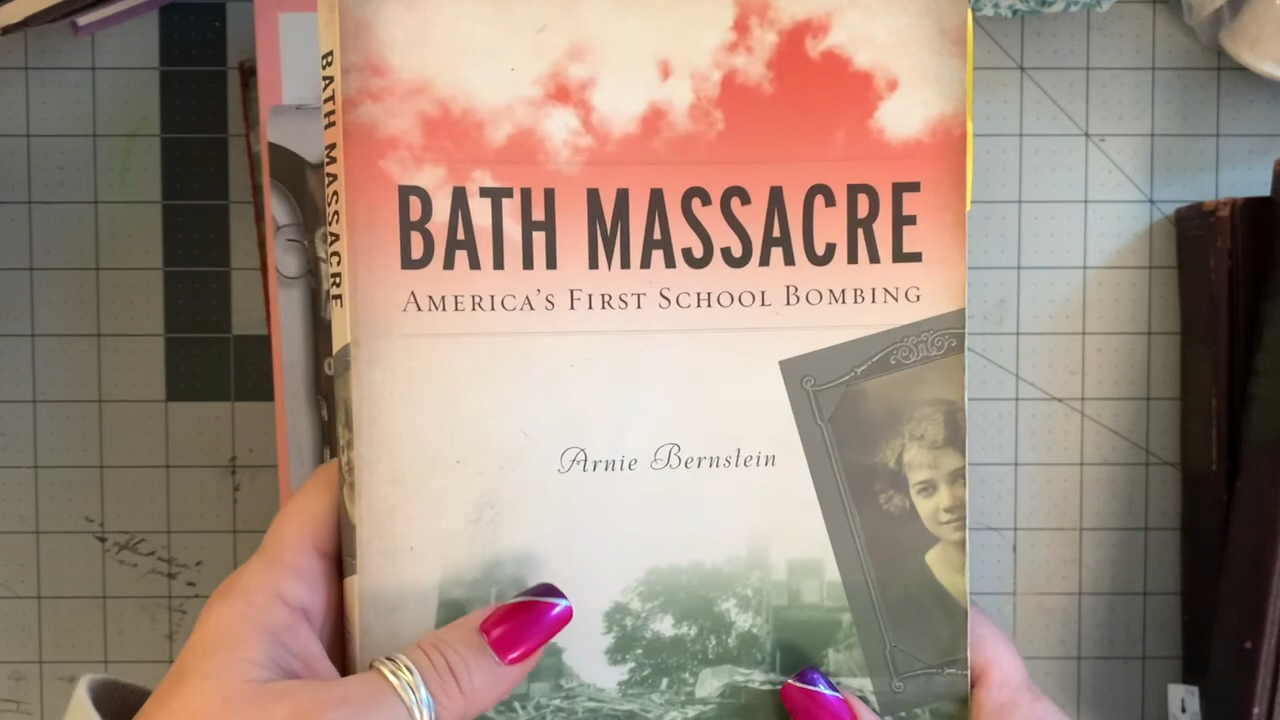 BATH MASSACRE
BATH MASSACRE
AMERICA'S FIRST SCHOOL BOMBING
Arnie Bernstein